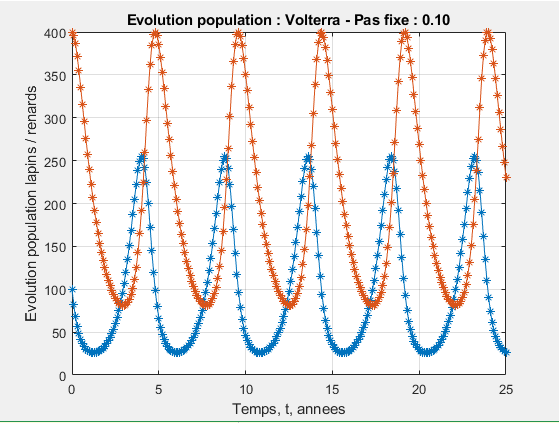 Evolution population : Volterra - Pas fixe : 0.10
Evolution population lapins / renards
400
350
300
250
200
150
100
50
0
0 5 10 15 20 25
Temps, t, annees